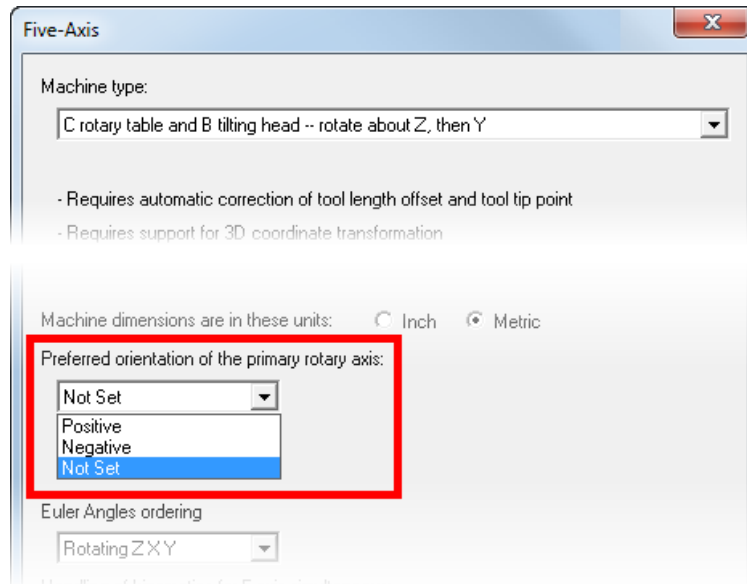 Five-Axis
Machine type:
C rotary table and B tilting head -- rotate about Z, then Y
- Requires automatic correction of tool length offset and tool tip point
- Requires support for 3D coordinate transformation
Machine dimensions are in these units: Inch Metric
Preferred orientation of the primary rotary axis:
Not Set
Positive
Negative
Not Set
Euler Angles ordering
Rotating Z X Y